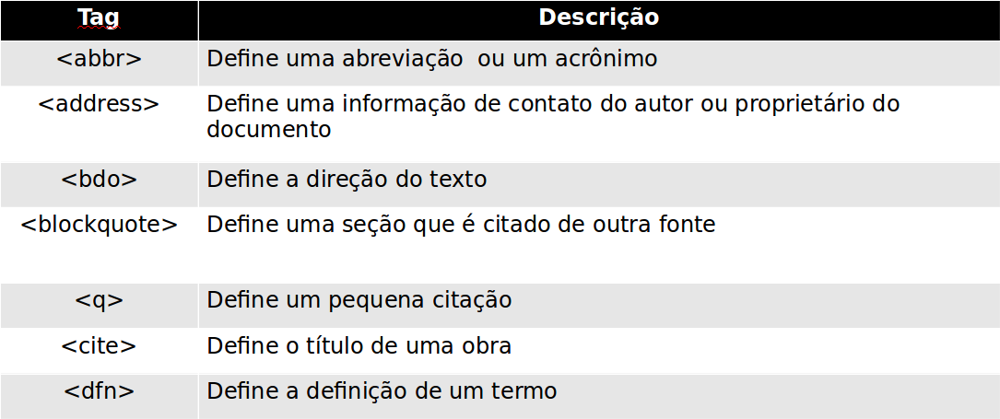 Tag Descrição
<abbr> Define uma abreviação  ou um acrônimo
<address> Define uma informação de contato do autor ou proprietário do
documento
<bdo> Define a direção do texto
<blockquote> Define uma seção que é citado de outra fonte
<q> Define um pequena citação
<cite> Define o título de uma obra
<dfn> Define a definição de um termo